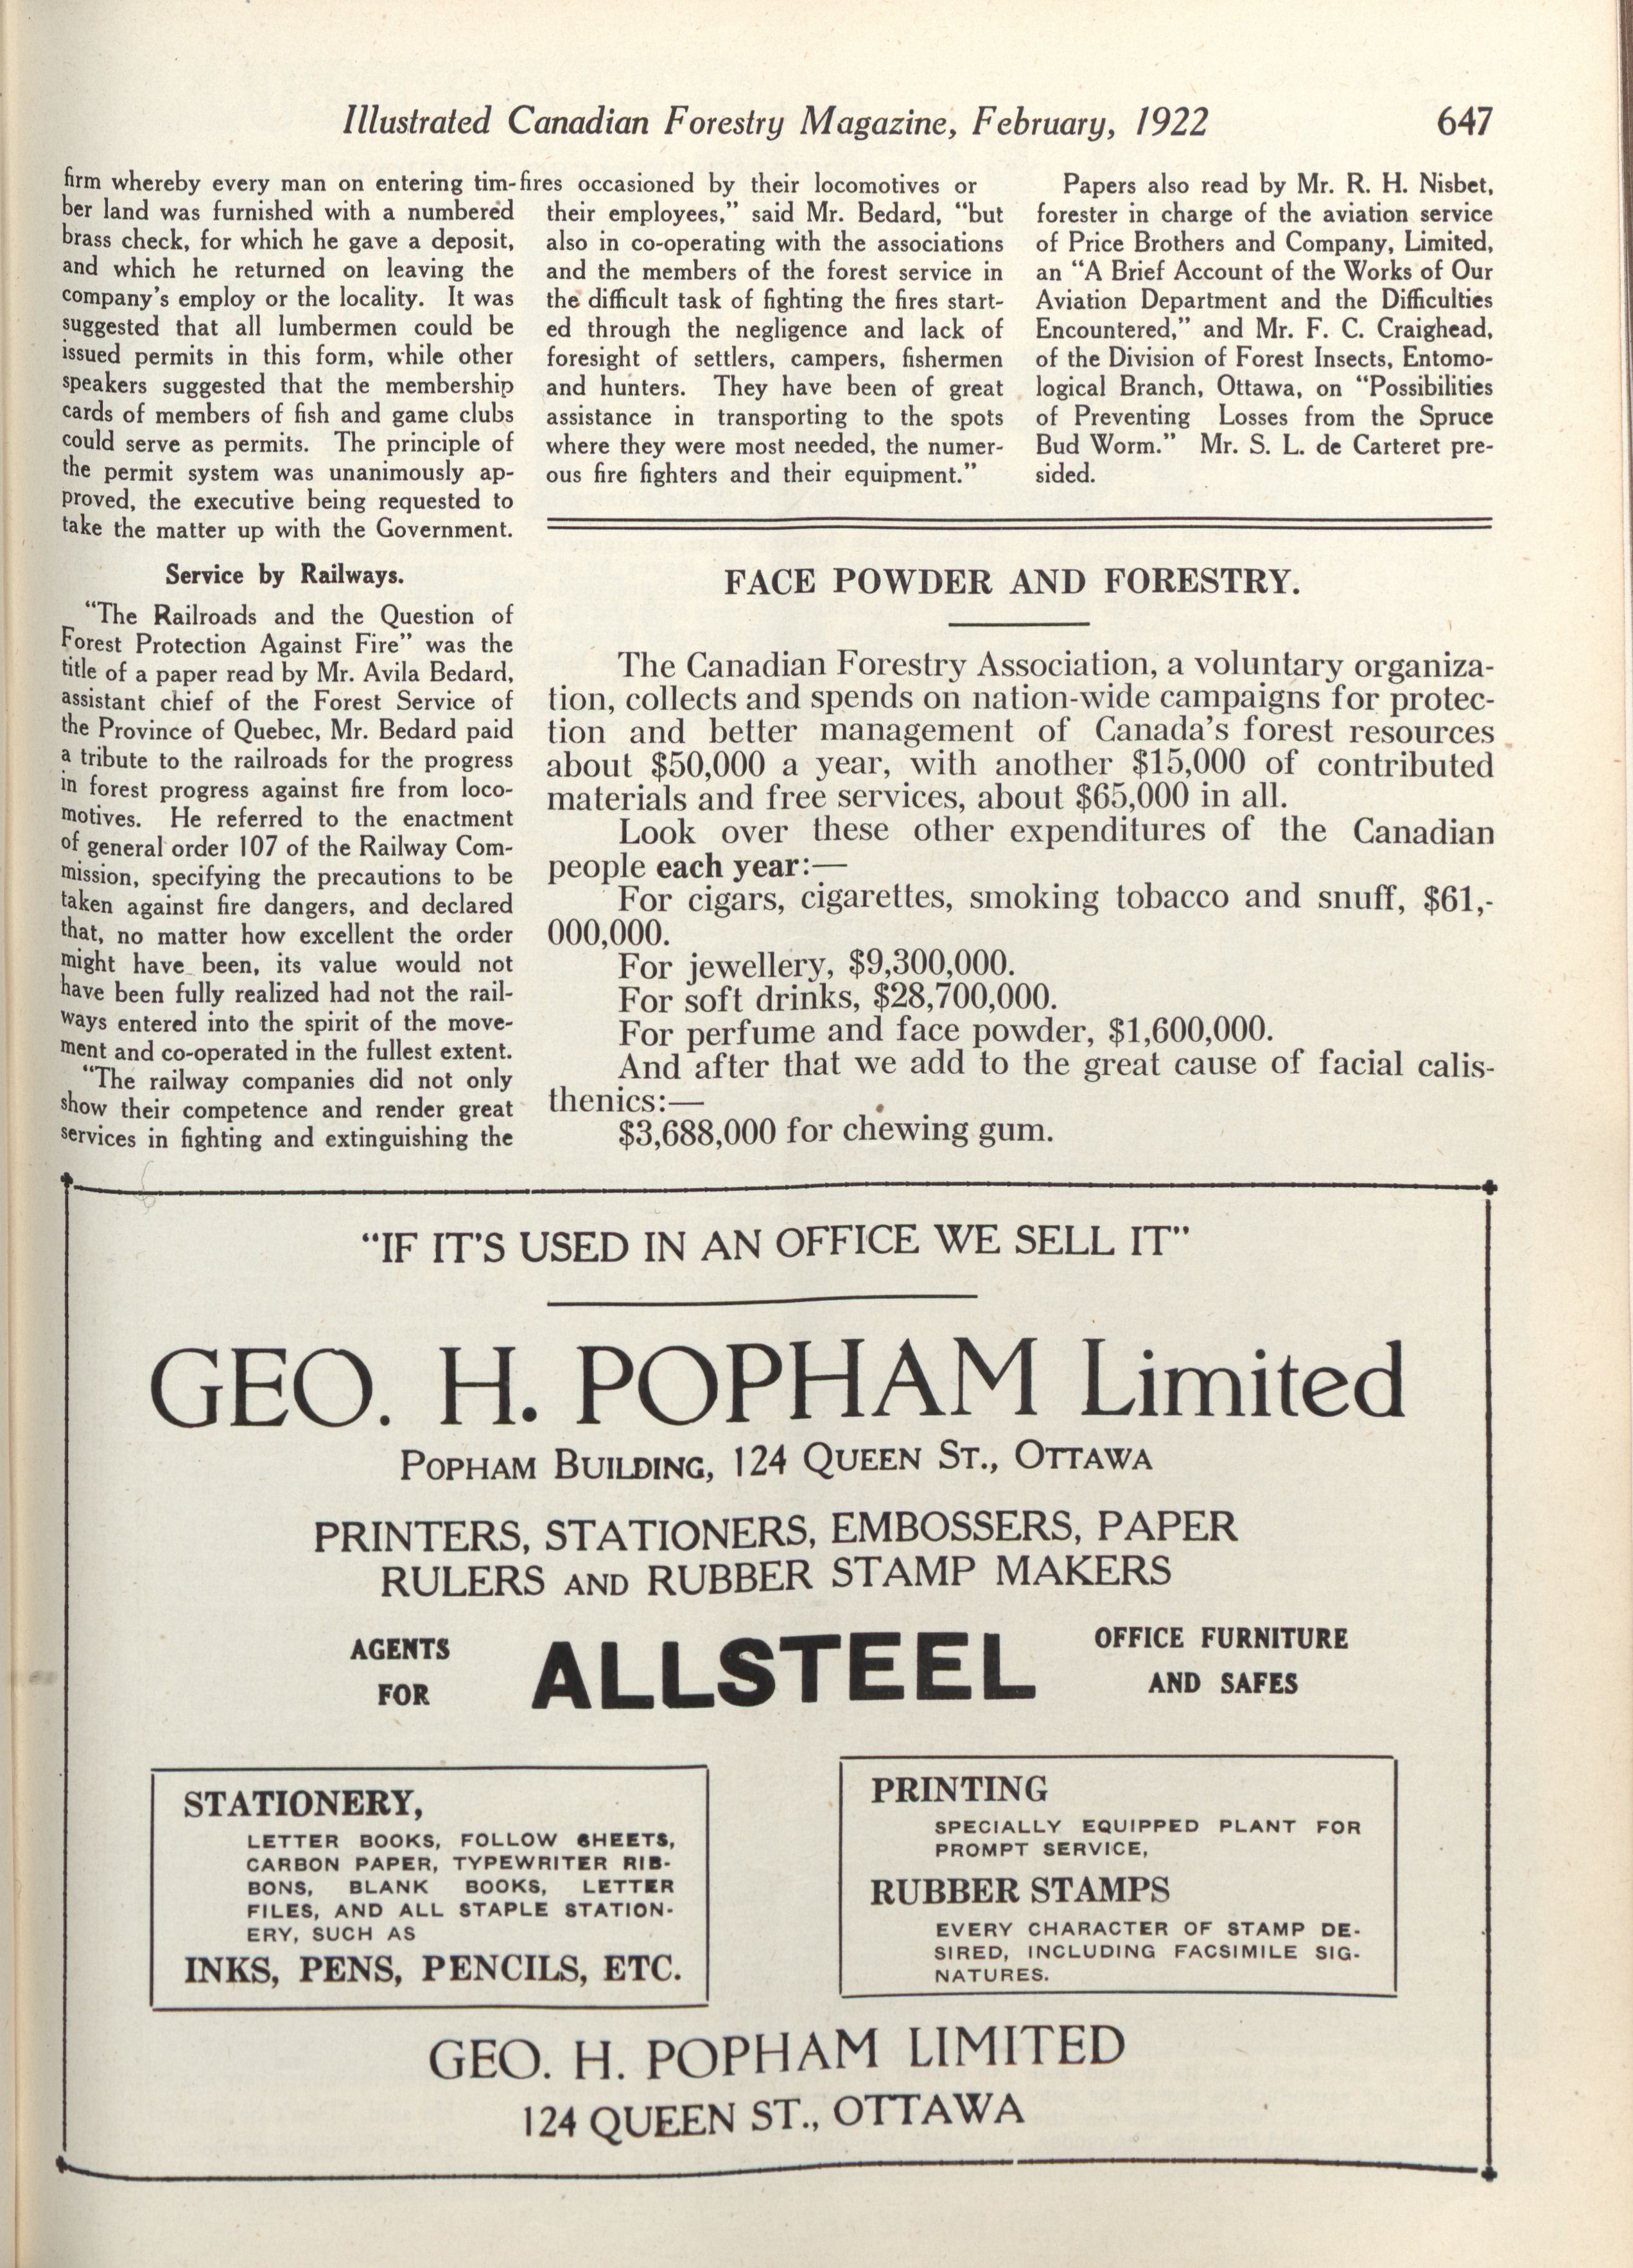 Illustrated Canadian Forestry Magazine, February, 1922
647
firm whereby every man on entering tim-
ber land was furnished with a numbered
brass check, for which he gave a deposit,
and which he returned on leaving the
company's employ or the locality. It was
suggested that all lumbermen could be
issued permits in this form, while other
speakers suggested that the membership
cards of members of fish and game clubs
could serve as permits. The principle of
the permit system was unanimously ap-
proved, the executive being requested to
take the matter up with the Government.
Service by Railways.
"The Railroads and the Question of
Forest Protection Against Fire" was the
title of a paper read by Mr. Avila Bedard,
assistant chief of the Forest Service of
the Province of Quebec, Mr. Bedard paid
a tribute to the railroads for the progress
in forest progress against fire from loco-
motives. He referred to the enactment
of general order 107 of the Railway Com-
mission, specifying the precautions to be
taken against fire dangers, and declared
that, no matter how excellent the order
might have been, its value would not
have been fully realized had not the rail-
ways entered into the spirit of the move-
ment and co-operated in the fullest extent.
"The railway companies did not only
show their competence and render great
services in fighting and extinguishing the
fires occasioned by their locomotives or
their employees," said Mr. Bedard, "but
also in co-operating with the associations
and the members of the forest service in
the difficult task of fighting the fires start-
ed through the negligence and lack of
foresight of settlers, campers, fishermen
and hunters. They have been of great
assistance in transporting to the spots
where they were most needed, the numer-
ous fire fighters and their equipment."
Papers also read by Mr. R. H. Nisbet,
forester in charge of the aviation service
of Price Brothers and Company, Limited,
an "A Brief Account of the Works of Our
Aviation Department and the Difficulties
Encountered," and Mr. F. C. Craighead,
of the Division of Forest Insects, Entomo-
logical Branch, Ottawa, on "Possibilities
of Preventing Losses from the Spruce
Bud Worm." Mr. S. L. de Carteret pre-
sided.
FACE POWDER AND FORESTRY.
The Canadian Forestry Association, a voluntary organiza-
tion, collects and spends on nation-wide campaigns for protec-
tion and better management of Canada's forest resources
about $50,000 a year, with another $15,000 of contributed
materials and free services, about $65,000 in all.
Look over these other expenditures of the Canadian
people each year:—
For cigars, cigarettes, smoking tobacco and snuff, $61,-
000,000.
For jewellery, $9,300,000.
For soft drinks, $28,700,000.
For perfume and face powder, $1,600,000.
And after that we add to the great cause of facial calis-
thenics:—
$3,688,000 for chewing gum.
"IF IT'S USED IN AN OFFICE WE SELL IT"
GEO. H. POPHAM Limited
POPHAM BUILDING, 124 QUEEN ST., OTTAWA
PRINTERS, STATIONERS, EMBOSSERS, PAPER
RULERS AND RUBBER STAMP MAKERS
AGENTS
FOR
ALLSTEEL
OFFICE FURNITURE
AND SAFES
STATIONERY,
LETTER BOOKS, FOLLOW SHEETS,
CARBON PAPER, TYPEWRITER RIB-
BONS, BLANK BOOKS, LETTER
FILES, AND ALL STAPLE STATION-
ERY, SUCH AS
INKS, PENS, PENCILS, ETC.
PRINTING
SPECIALLY EQUIPPED PLANT FOR
PROMPT SERVICE,
RUBBER STAMPS
EVERY CHARACTER OF STAMP DE-
SIRED, INCLUDING FACSIMILE SIG-
NATURES.
GEO. H. POPHAM LIMITED
124 QUEEN ST., OTTAWA